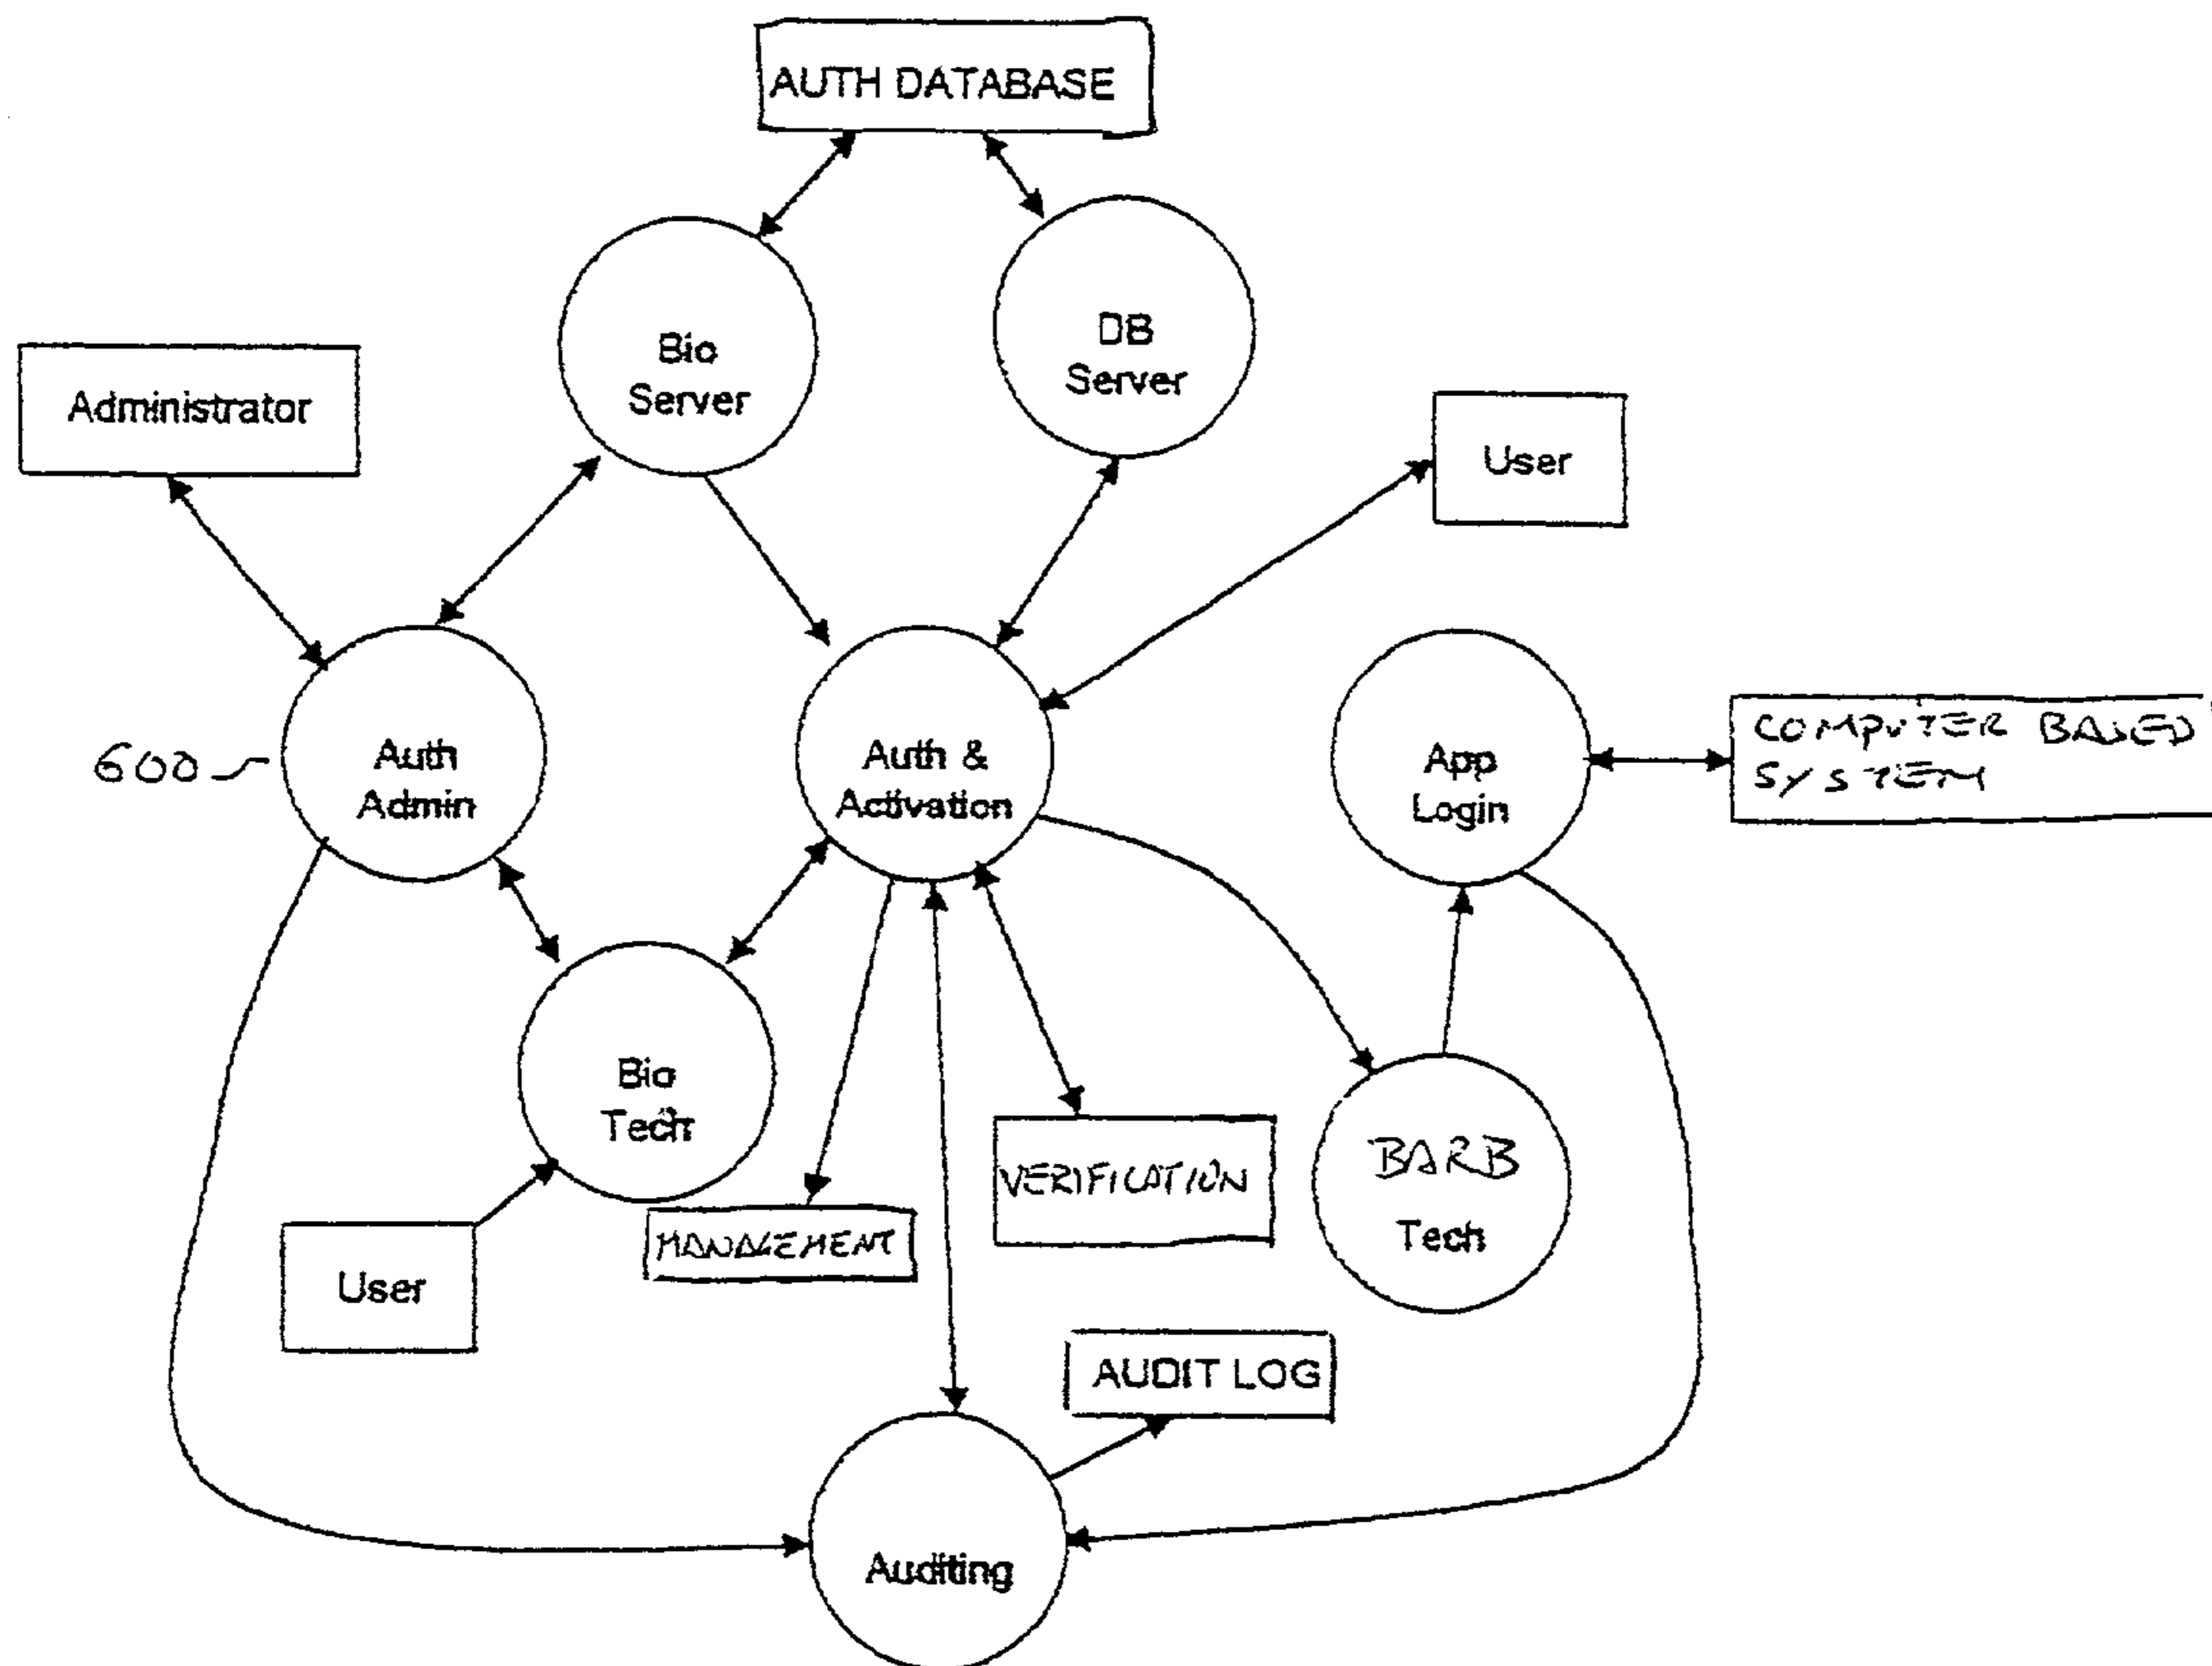 AUTH DATABASE
Bio
Server
DB
Server
Administrator
User
600
Auth
Admin
Auth &
Activation
App
Login
COMPUTER BASED
SYSTEM
Bio
Tech
VERIFICATION
BARB
Tech
MANAGEMENT
User
AUDIT LOG
Auditing